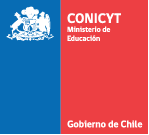 CONICYT
Ministerio de
Educación
Gobierno de Chile